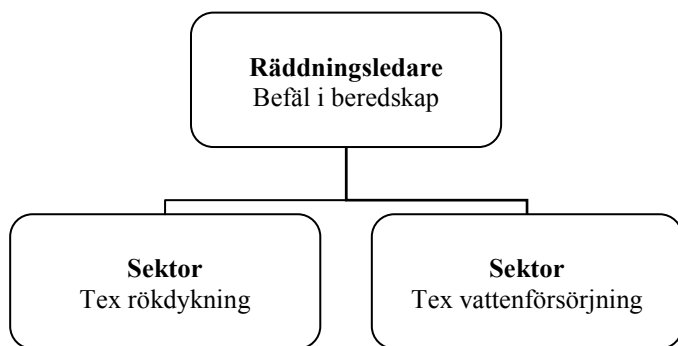 Räddningsledare
Befäl i beredskap
Sektor
Tex rökdykning
Sektor
Tex vattenförsörjning